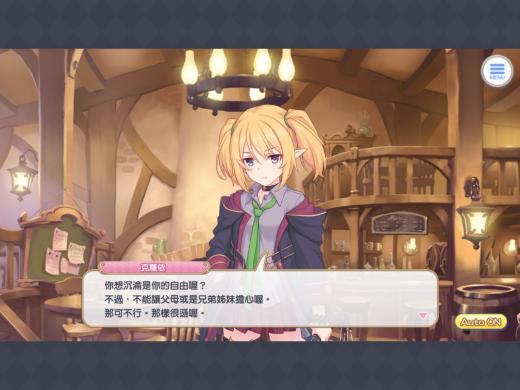 MENU
克蘿依
你想沉淪是你的自由喔？
不過，不能讓父母或是兄弟姊妹擔心喔。
那可不行。那樣很遜喔。
Auto ON